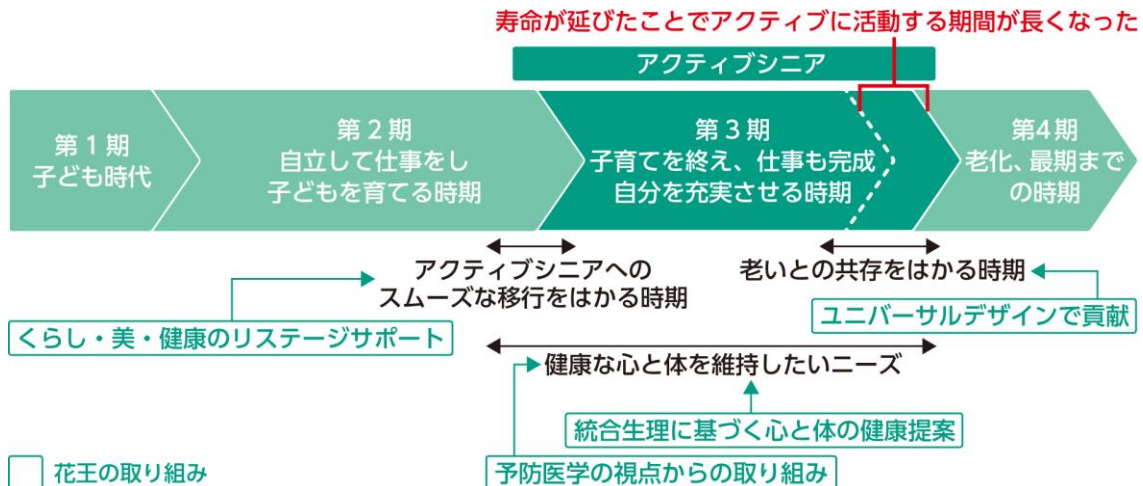 寿命が延びたことでアクティブに活動する期間が長くなった
アクティブシニア
第1期
子ども時代
第2期
自立して仕事をし
子どもを育てる時期
第3期
子育てを終え、仕事も完成
自分を充実させる時期
第4期
老化、最期まで
の時期
アクティブシニアへの
スムーズな移行をはかる時期
老いとの共存をはかる時期
くらし・美・健康のリステージサポート
ユニバーサルデザインで貢献
健康な心と体を維持したいニーズ
統合生理に基づく心と体の健康提案
花王の取り組み
予防医学の視点からの取り組み